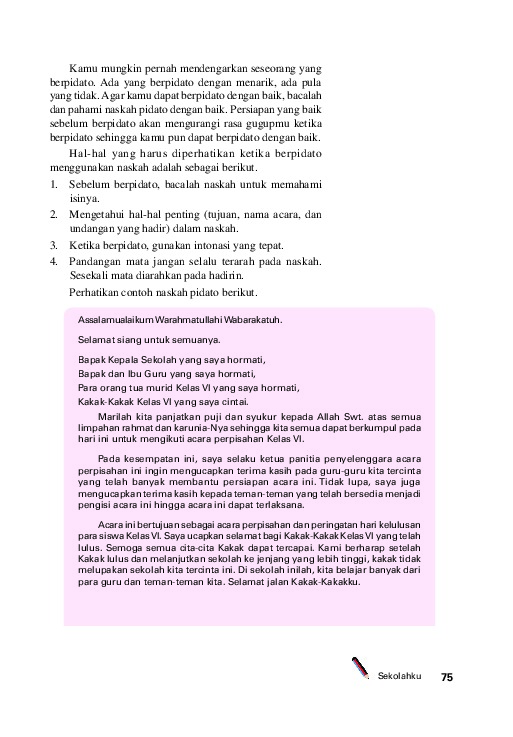 Kamu mungkin pernah mendengarkan seseorang yang
berpidato. Ada yang berpidato dengan menarik, ada pula
yang tidak. Agar kamu dapat berpidato dengan baik, bacalah
dan pahami naskah pidato dengan baik. Persiapan yang baik
sebelum berpidato akan mengurangi rasa gugupmu ketika
berpidato sehingga kamu pun dapat berpidato dengan baik.
Hal-hal yang harus diperhatikan ketika berpidato
menggunakan naskah adalah sebagai berikut.
1. Sebelum berpidato, bacalah naskah untuk memahami
isinya.
2. Mengetahui hal-hal penting (tujuan, nama acara, dan
undangan yang hadir) dalam naskah.
3. Ketika berpidato, gunakan intonasi yang tepat.
4. Pandangan mata jangan selalu terarah pada naskah.
Sesekali mata diarahkan pada hadirin.
Perhatikan contoh naskah pidato berikut.
Assalamualaikum Warahmatullahi Wabarakatuh.
Selamat siang untuk semuanya.
Bapak Kepala Sekolah yang saya hormati,
Bapak dan Ibu Guru yang saya hormati,
Para orang tua murid Kelas VI yang saya hormati,
Kakak-Kakak Kelas VI yang saya cintai.
Marilah kita panjatkan puji dan syukur kepada Allah Swt. atas semua
limpahan rahmat dan karunia-Nya sehingga kita semua dapat berkumpul pada
hari ini untuk mengikuti acara perpisahan Kelas VI.
Pada kesempatan ini, saya selaku ketua panitia penyelenggara acara
perpisahan ini ingin mengucapkan terima kasih pada guru-guru kita tercinta
yang telah banyak membantu persiapan acara ini. Tidak lupa, saya juga
mengucapkan terima kasih kepada teman-teman yang telah bersedia menjadi
pengisi acara ini hingga acara ini dapat terlaksana.
Acara ini bertujuan sebagai acara perpisahan dan peringatan hari kelulusan
para siswa Kelas VI. Saya ucapkan selamat bagi Kakak-Kakak Kelas VI yang telah
lulus. Semoga semua cita-cita Kakak dapat tercapai. Kami berharap setelah
Kakak lulus dan melanjutkan sekolah ke jenjang yang lebih tinggi, kakak tidak
melupakan sekolah kita tercinta ini. Di sekolah inilah, kita belajar banyak dari
para guru dan teman-teman kita. Selamat jalan Kakak-Kakakku.
Sekolahku 75